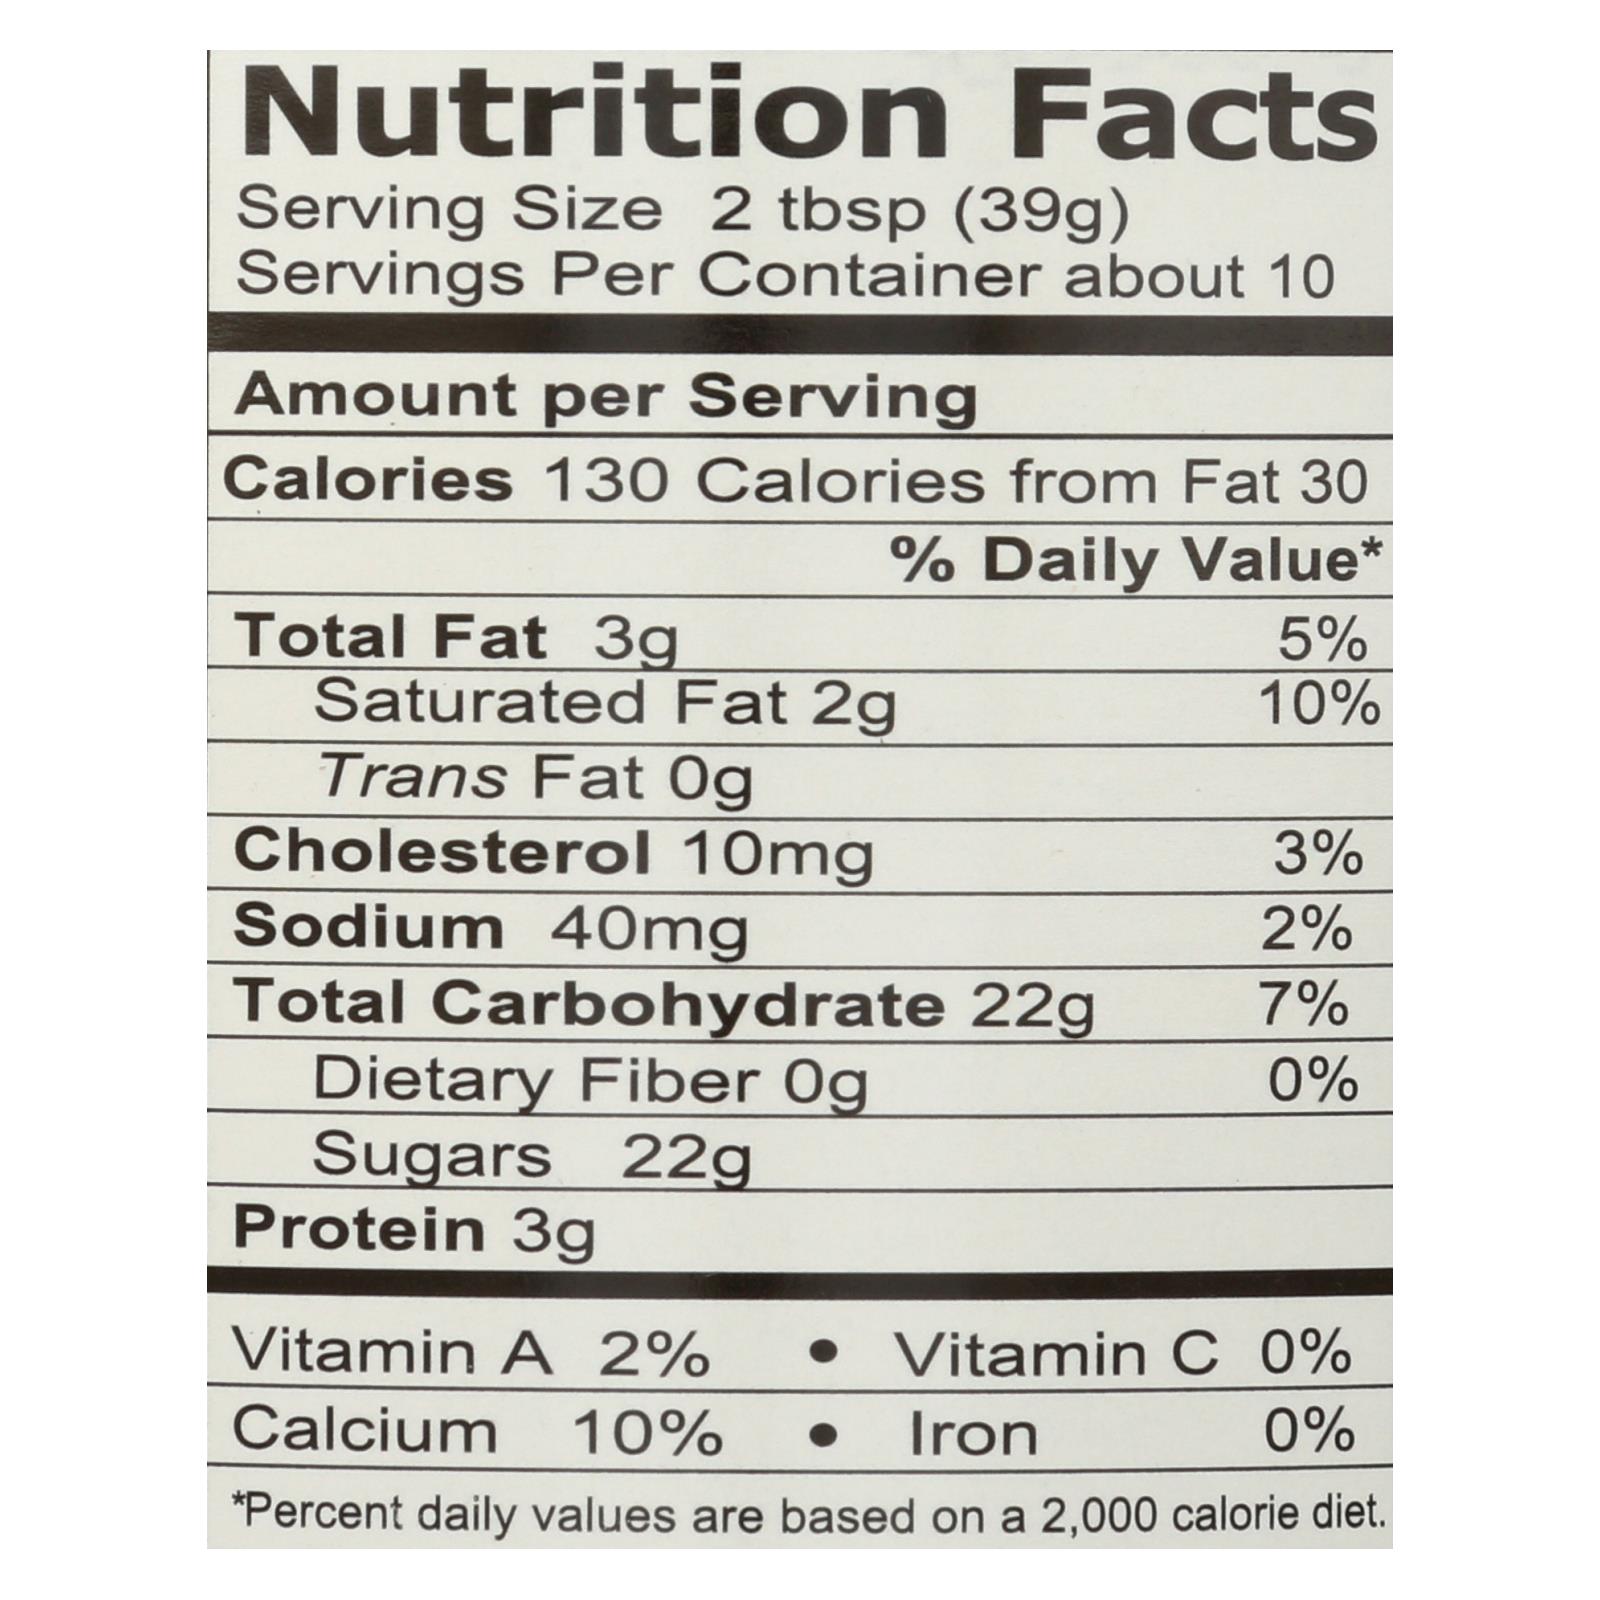 Nutrition Facts
Serving Size 2 tbsp (39g)
Servings Per Container about 10
Amount per Serving
Calories 130 Calories from Fat 30
% Daily Value*
Total Fat 3g 5%
Saturated Fat 2g 10%
Trans Fat 0g
Cholesterol 10mg 3%
Sodium 40mg 2%
Total Carbohydrate 22g 7%
Dietary Fiber 0g 0%
Sugars 22g
Protein 3g
Vitamin A 2% • Vitamin C 0%
Calcium 10% • Iron 0%
*Percent daily values are based on a 2,000 calorie diet.